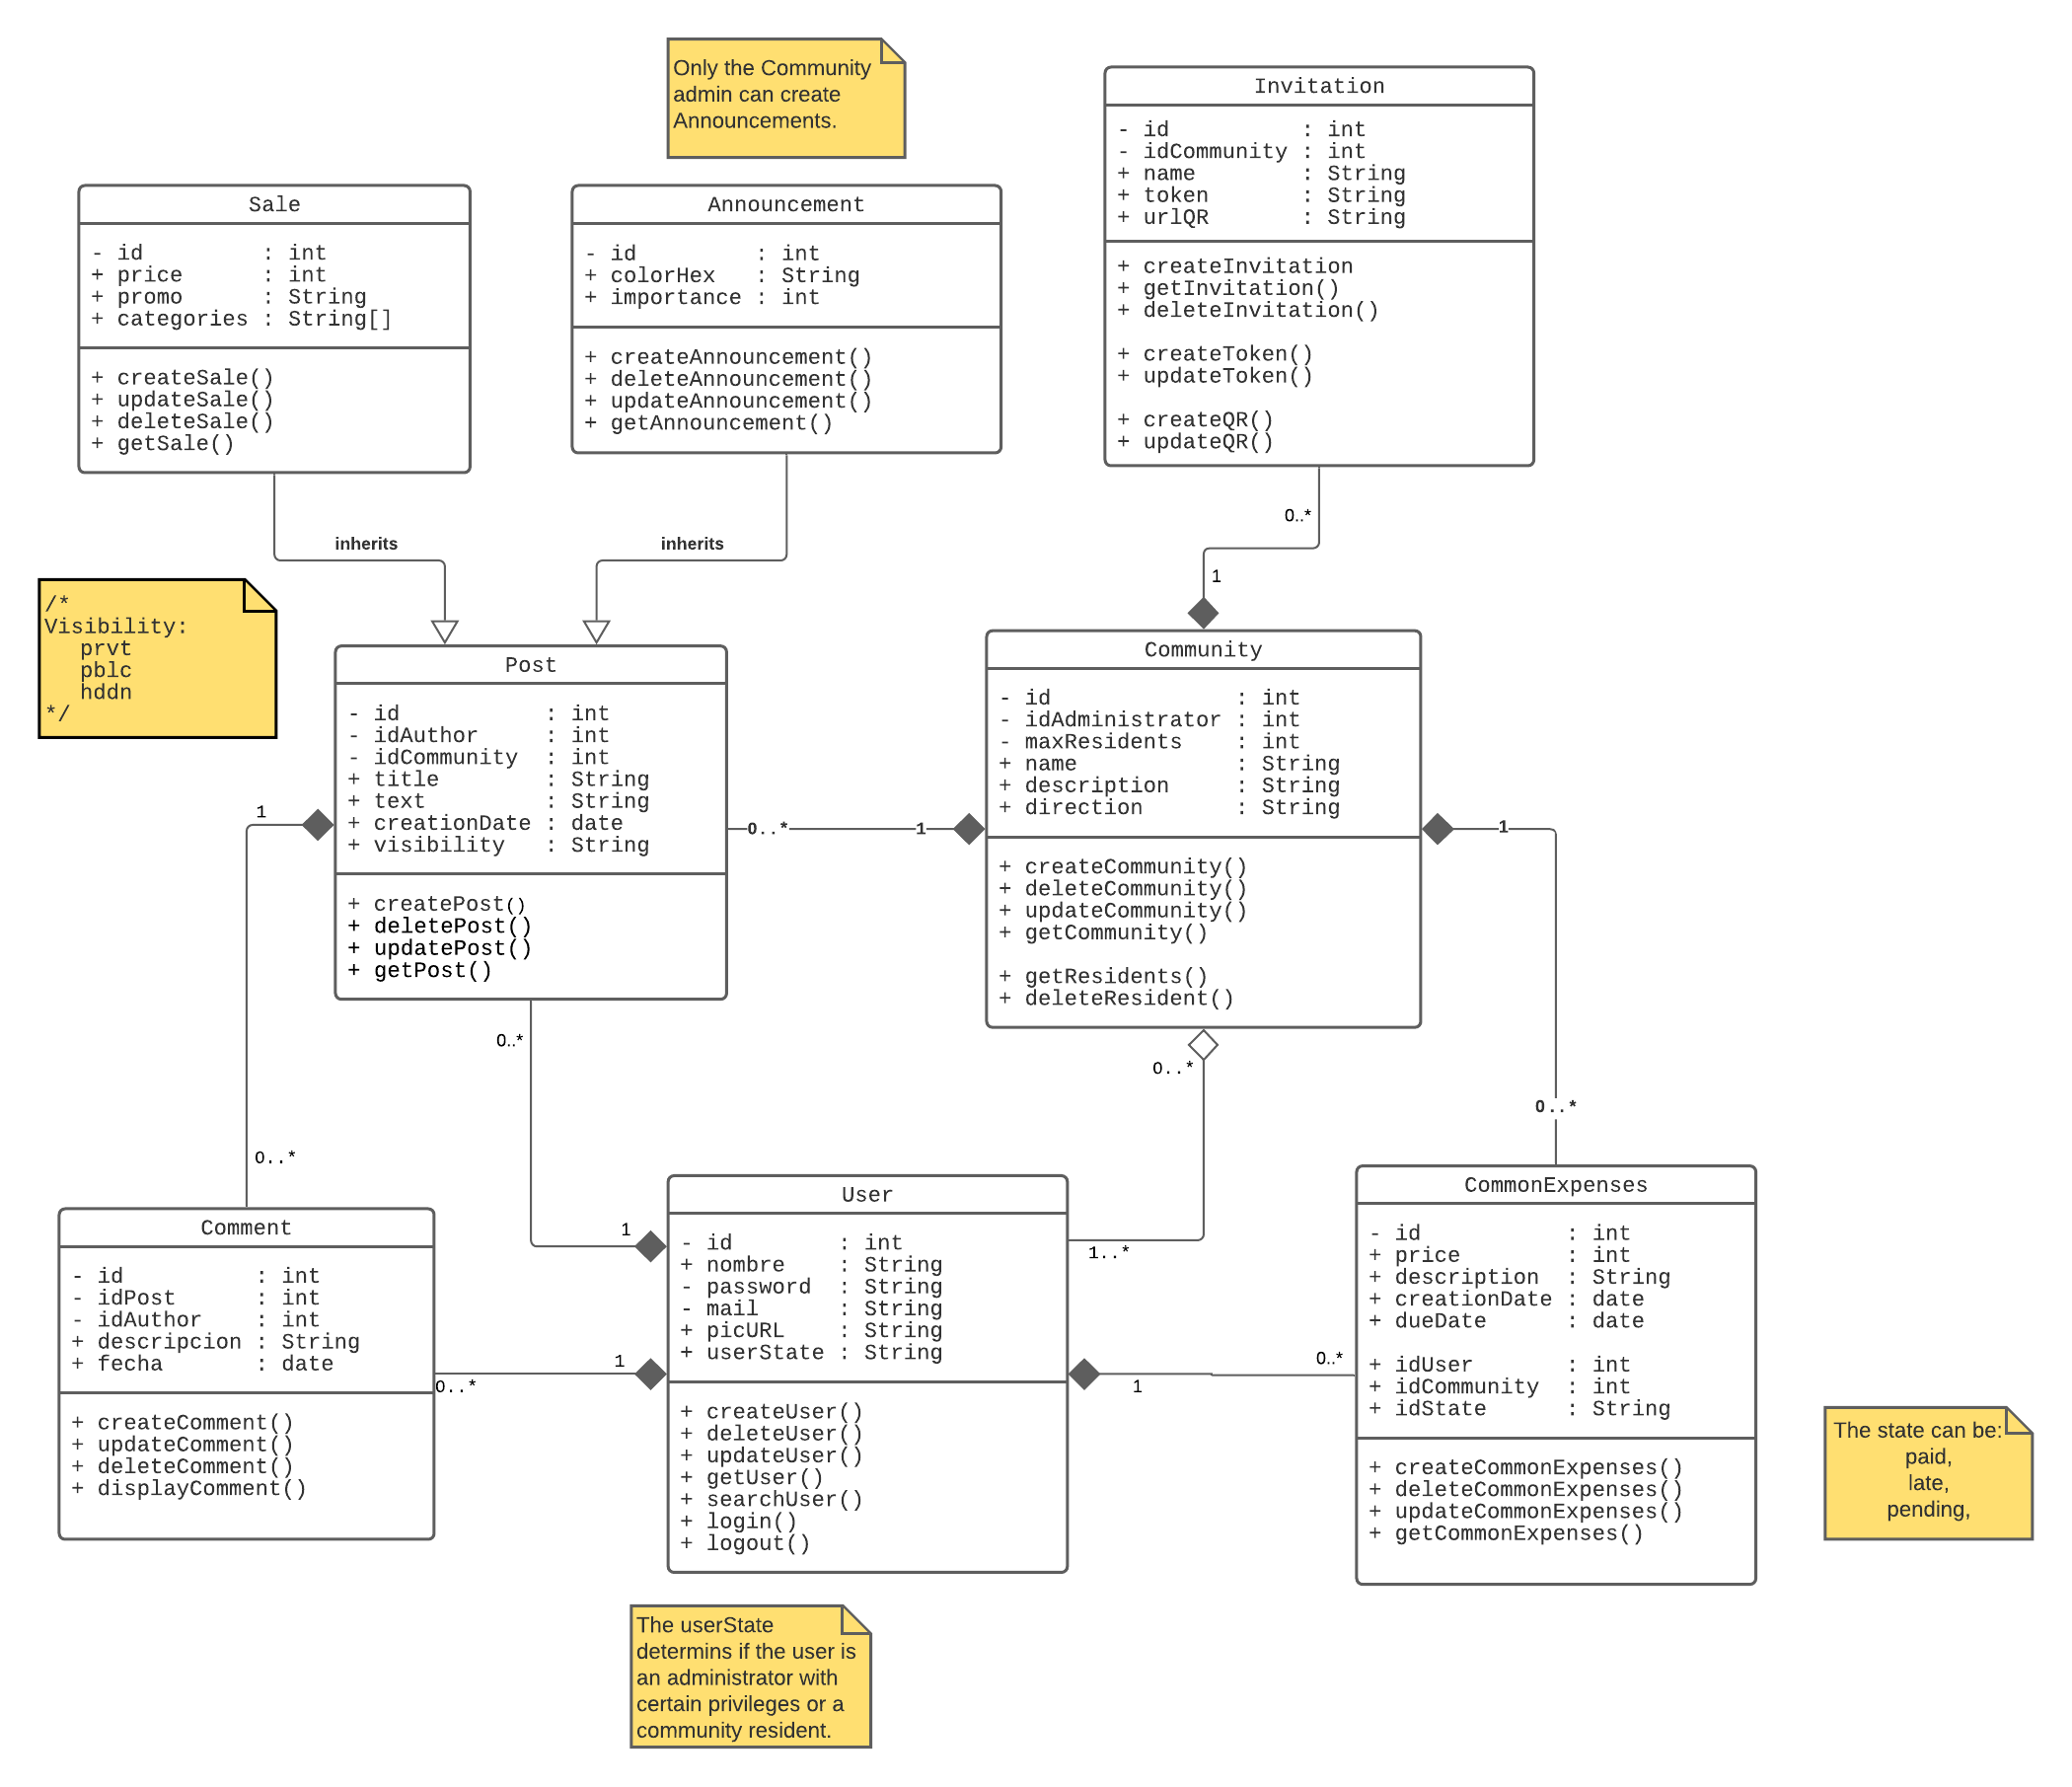 Only the Community
admin can create
Announcements.
Invitation
- id : int
- idCommunity : int
+ name : String
+ token : String
+ urlQR : String
+ createInvitation
+ getInvitation()
+ deleteInvitation()
+ createToken()
+ updateToken()
+ createQR()
+ updateQR()
Sale
- id : int
+ price : int
+ promo : String
+ categories : String[]
+ createSale()
+ updateSale()
+ deleteSale()
+ getSale()
Announcement
- id : int
+ colorHex : String
+ importance : int
+ createAnnouncement()
+ deleteAnnouncement()
+ updateAnnouncement()
+ getAnnouncement()
0..*
inherits
inherits
1
/*
Visibility:
prvt
pblc
hddn
*/
Post
- id : int
- idAuthor : int
- idCommunity : int
+ title : String
+ text : String
+ creationDate : date
+ visibility : String
+ createPost()
+ deletePost()
+ updatePost()
+ getPost()
1
0..*
1
Community
- id : int
- idAdministrator : int
- maxResidents : int
+ name : String
+ description : String
+ direction : String
+ createCommunity()
+ deleteCommunity()
+ updateCommunity()
+ getCommunity()
+ getResidents()
+ deleteResident()
1
0..*
0..*
0..*
0..*
Comment
- id : int
- idPost : int
- idAuthor : int
+ descripcion : String
+ fecha : date
+ createComment()
+ updateComment()
+ deleteComment()
+ displayComment()
1
1
0..*
User
- id : int
+ nombre : String
- password : String
- mail : String
+ picURL : String
+ userState : String
+ createUser()
+ deleteUser()
+ updateUser()
+ getUser()
+ searchUser()
+ login()
+ logout()
1..*
0..*
1
CommonExpenses
- id : int
+ price : int
+ description : String
+ creationDate : date
+ dueDate : date
+ idUser : int
+ idCommunity : int
+ idState : String
+ createCommonExpenses()
+ deleteCommonExpenses()
+ updateCommonExpenses()
+ getCommonExpenses()
The state can be:
paid,
late,
pending,
The userState
determins if the user is
an administrator with
certain privileges or a
community resident.